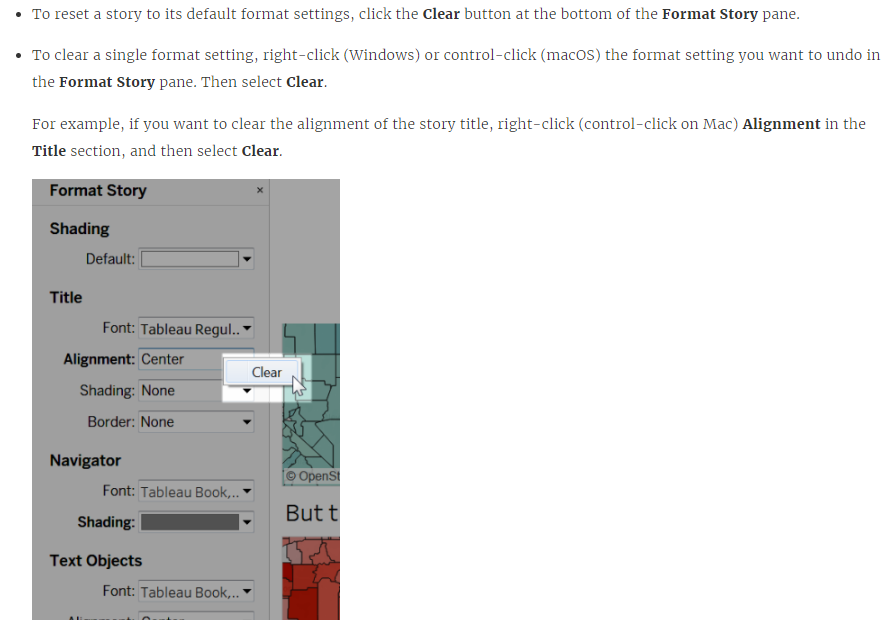 To reset a story to its default format settings, click the Clear button at the bottom of the Format Story pane.
To clear a single format setting, right-click (Windows) or control-click (macOS) the format setting you want to undo in
the Format Story pane. Then select Clear.
For example, if you want to clear the alignment of the story title, right-click (control-click on Mac) Alignment in the
Title section, and then select Clear.
Format Story ×
Shading
Default:
Title
Font: Tableau Regul..
Alignment: Center
Clear
Shading: None
Border: None
Navigator
Font: Tableau Book,..
Shading:
Text Objects
Font: Tableau Book,..
© OpenSt
But t